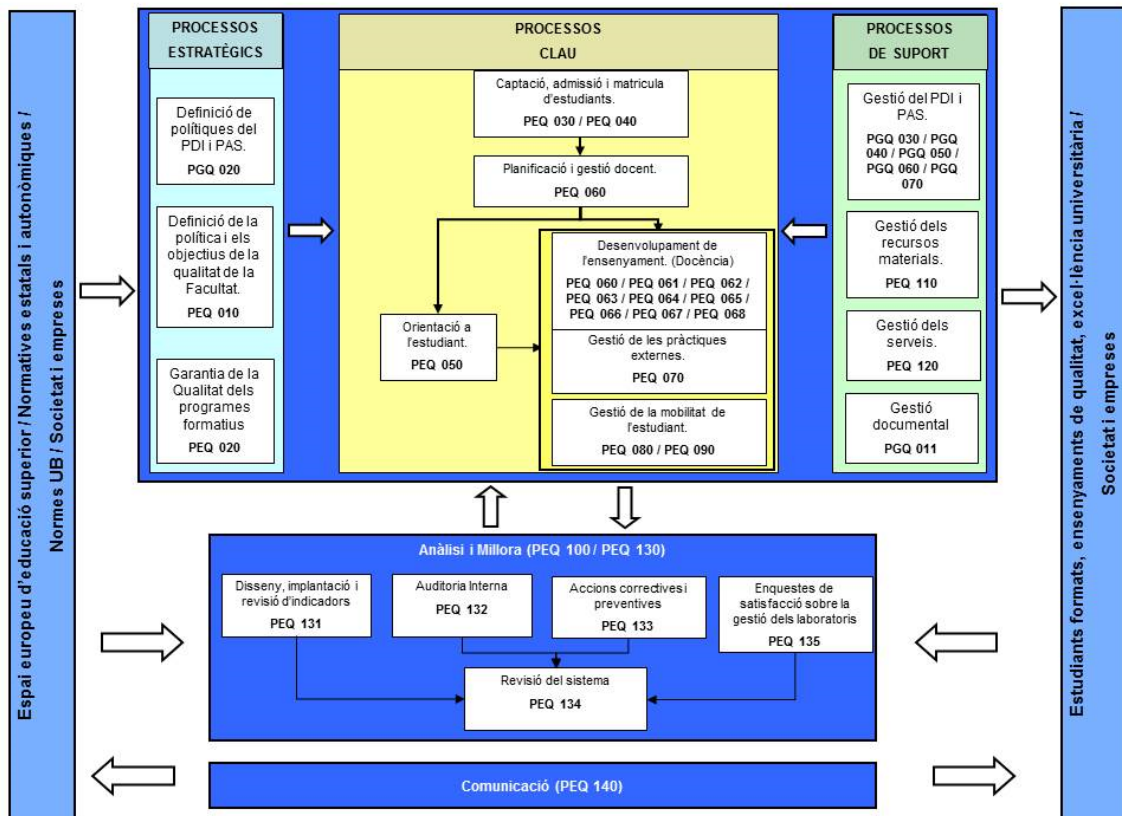 Espai europeu d'educació superior / Normatives estatals i autonòmiques /
Normes UB / Societat i empreses
PROCESSOS
ESTRATÈGICS
Definició de
polítiques del
PDI i PAS.
PGQ 020
Definició de la
política i els
objectius de la
qualitat de la
Facultat.
PEQ 010
Garantia de la
Qualitat dels
programes
formatius
PEQ 020
PROCESSOS
CLAU
Captació, admissió i matricula
d'estudiants.
PEQ 030 / PEQ 040
Planificació i gestió docent.
PEQ 060
Desenvolupament de
l'ensenyament. (Docència)
PEQ 060 / PEQ 061 / PEQ 062 /
PEQ 063 / PEQ 064 / PEQ 065 /
PEQ 066 / PEQ 067 / PEQ 068
Orientació a
l'estudiant.
PEQ 050
Gestió de les pràctiques
externes.
PEQ 070
Gestió de la mobilitat de
l'estudiant.
PEQ 080 / PEQ 090
PROCESSOS
DE SUPORT
Gestió del PDI i
PAS.
PGQ 030 / PGQ
040 / PGQ 050 /
PGQ 060 / PGQ
070
Gestió dels
recursos
materials.
PEQ 110
Gestió dels
serveis.
PEQ 120
Gestió
documental
PGQ 011
Estudiants formats, ensenyaments de qualitat, excel·lència universitària /
Societat i empreses
Anàlisi i Millora (PEQ 100 / PEQ 130)
Disseny, implantació i
revisió d'indicadors
PEQ 131
Auditoria Interna
PEQ 132
Accions correctives i
preventives
PEQ 133
Enquestes de
satisfacció sobre la
gestió dels laboratoris
PEQ 135
Revisió del sistema
PEQ 134
Comunicació (PEQ 140)